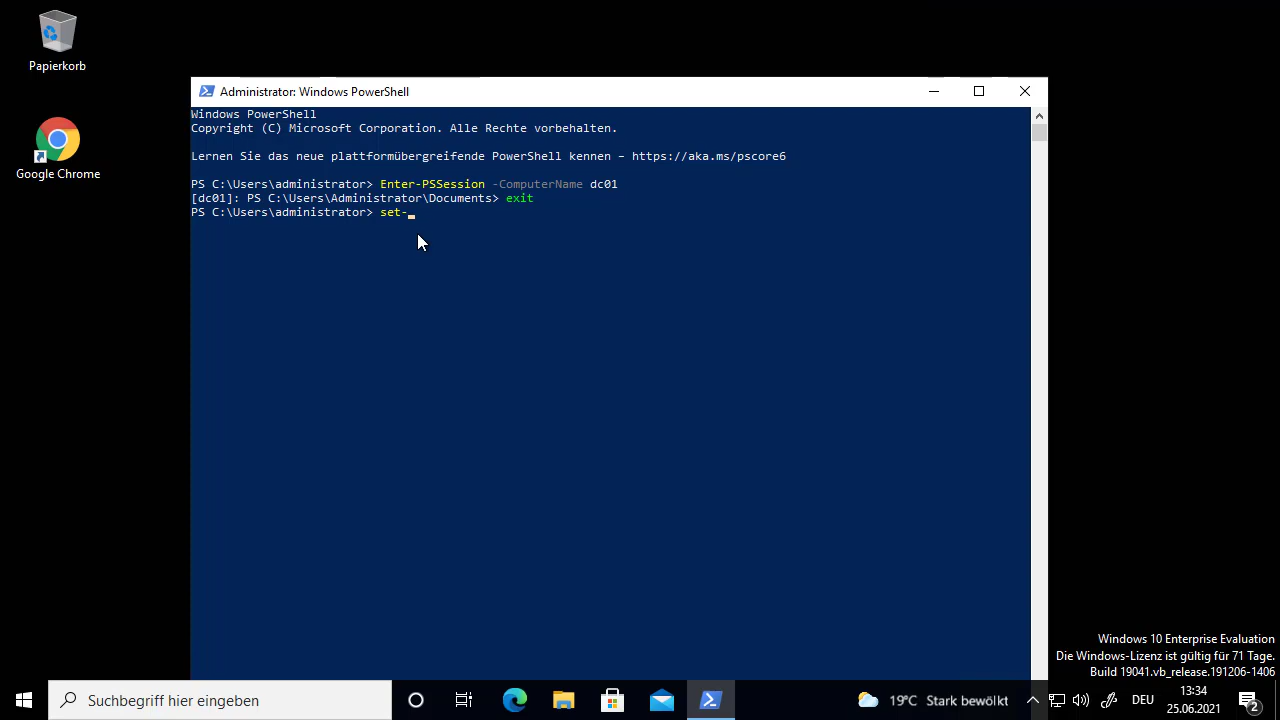 Papierkorb
Google Chrome
Administrator: Windows PowerShell
Windows PowerShell
Copyright (C) Microsoft Corporation. Alle Rechte vorbehalten.
Lernen Sie das neue plattformübergreifende PowerShell kennen – https://aka.ms/pscore6
PS C:\Users\administrator> Enter-PSSession -ComputerName dc01
[dc01]: PS C:\Users\Administrator\Documents> exit
PS C:\Users\administrator> set-
Windows 10 Enterprise Evaluation
Die Windows-Lizenz ist gültig für 71 Tage.
Build 19041.vb_release.191206-1406
Suchbegriff hier eingeben
19°C Stark bewölkt
DEU
13:34
25.06.2021
2